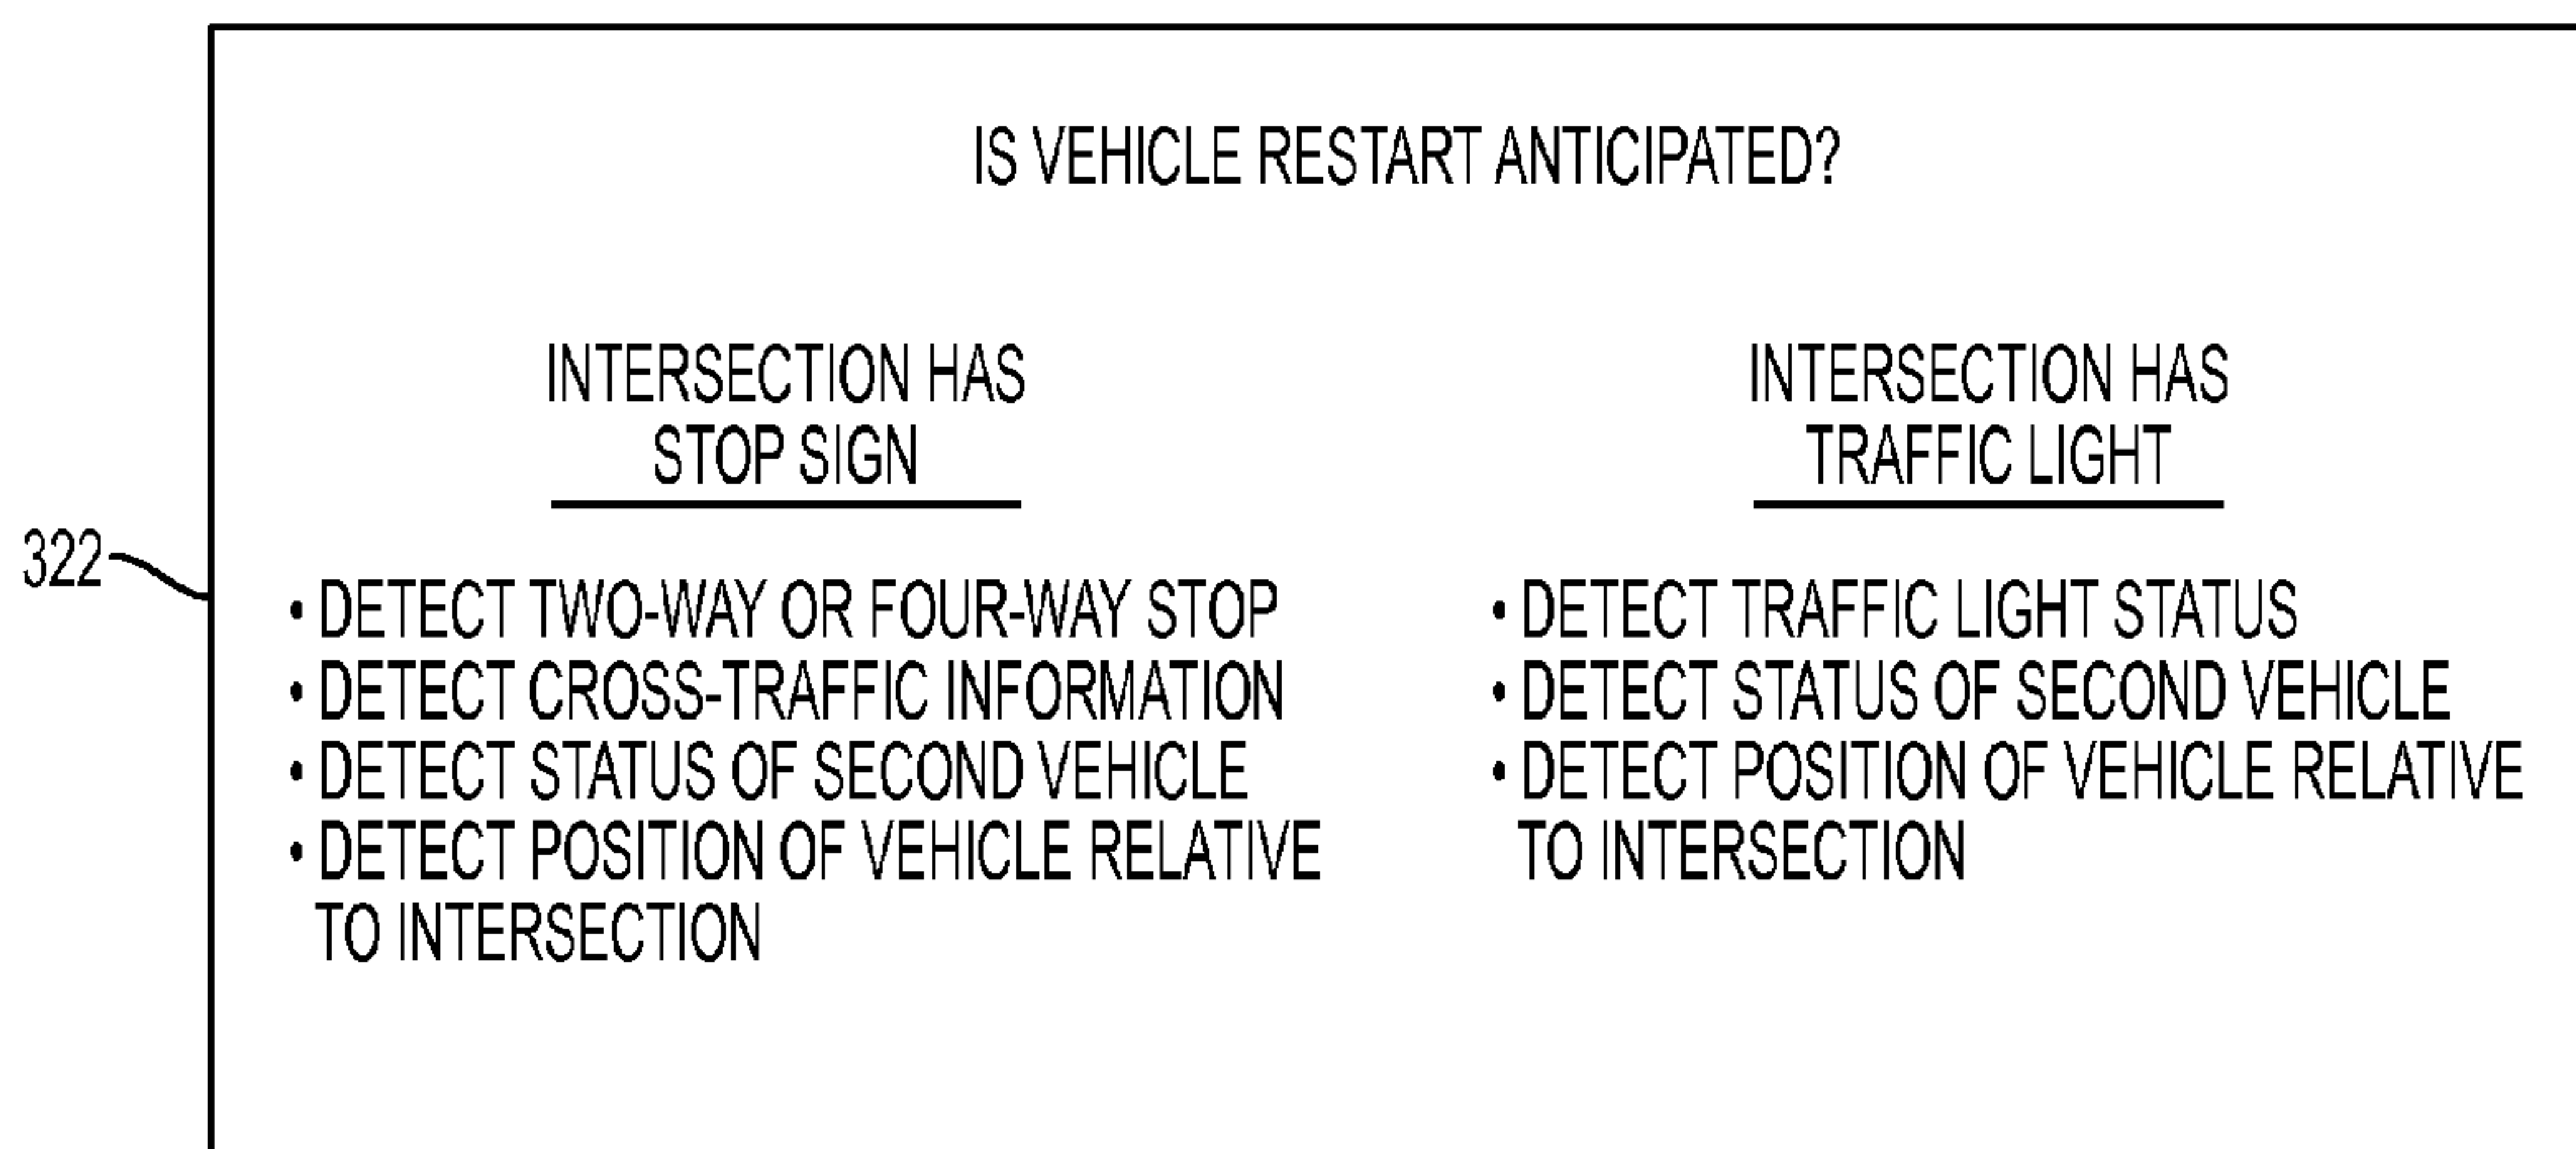 IS VEHICLE RESTART ANTICIPATED?
INTERSECTION HAS
STOP SIGN
322
• DETECT TWO-WAY OR FOUR-WAY STOP
• DETECT CROSS-TRAFFIC INFORMATION
• DETECT STATUS OF SECOND VEHICLE
• DETECT POSITION OF VEHICLE RELATIVE
TO INTERSECTION
INTERSECTION HAS
TRAFFIC LIGHT
• DETECT TRAFFIC LIGHT STATUS
• DETECT STATUS OF SECOND VEHICLE
• DETECT POSITION OF VEHICLE RELATIVE
TO INTERSECTION